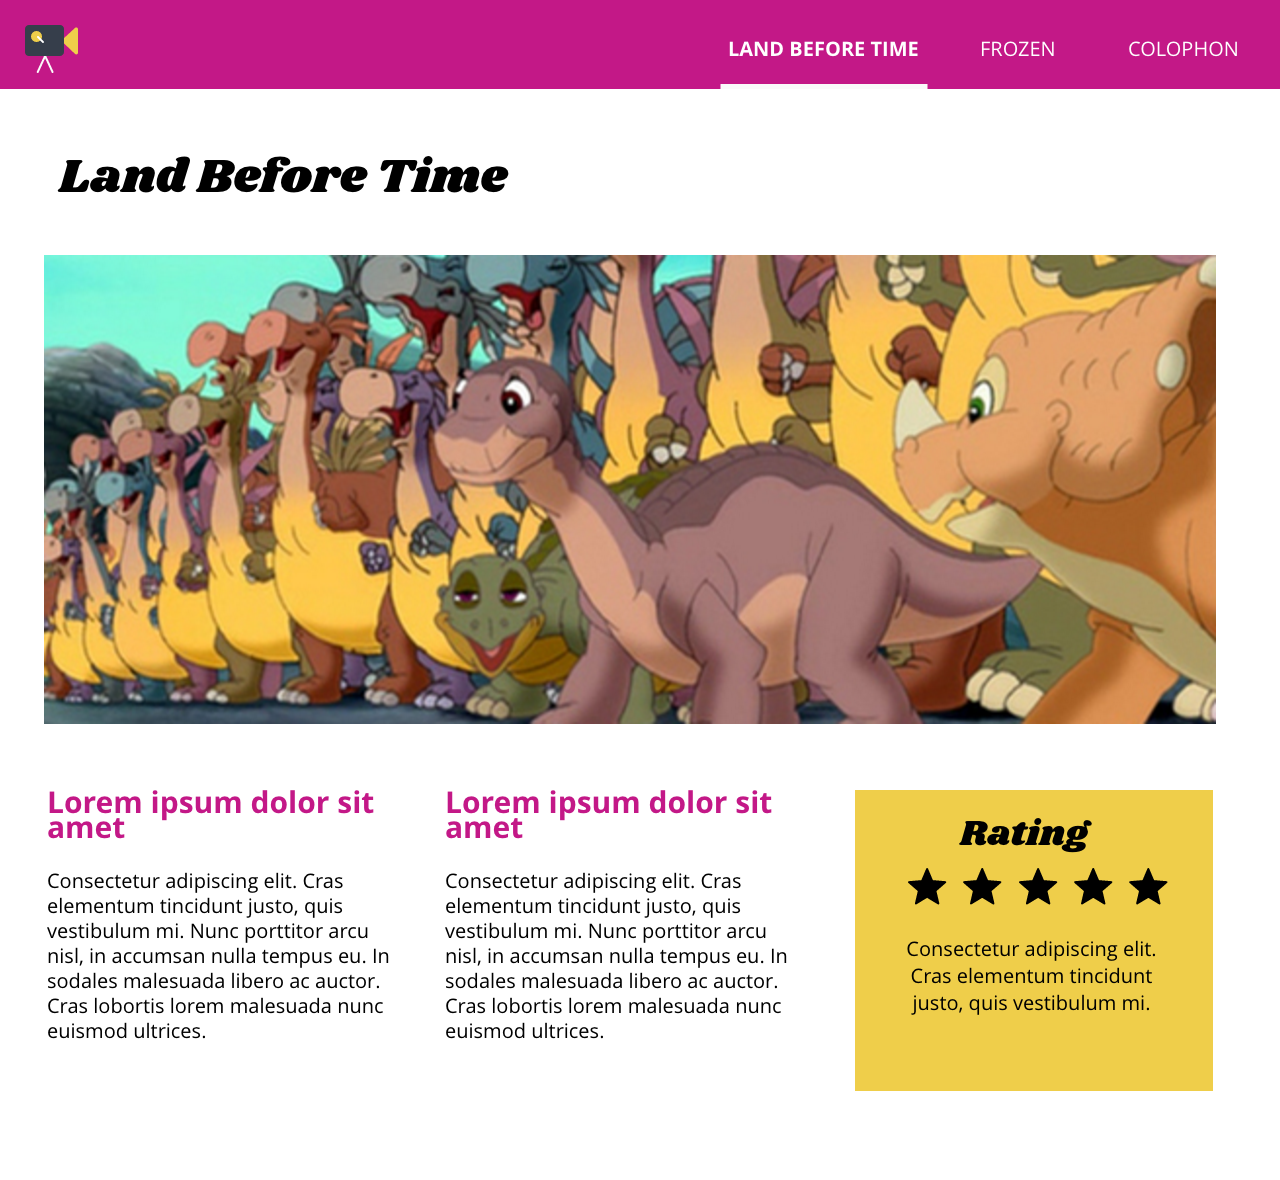 LAND BEFORE TIME FROZEN COLOPHON
Land Before Time
Lorem ipsum dolor sit
amet
Consectetur adipiscing elit. Cras
elementum tincidunt justo, quis
vestibulum mi. Nunc porttitor arcu
nisl, in accumsan nulla tempus eu. In
sodales malesuada libero ac auctor.
Cras lobortis lorem malesuada nunc
euismod ultrices.
Lorem ipsum dolor sit
amet
Consectetur adipiscing elit. Cras
elementum tincidunt justo, quis
vestibulum mi. Nunc porttitor arcu
nisl, in accumsan nulla tempus eu. In
sodales malesuada libero ac auctor.
Cras lobortis lorem malesuada nunc
euismod ultrices.
Rating
Consectetur adipiscing elit.
Cras elementum tincidunt
justo, quis vestibulum mi.